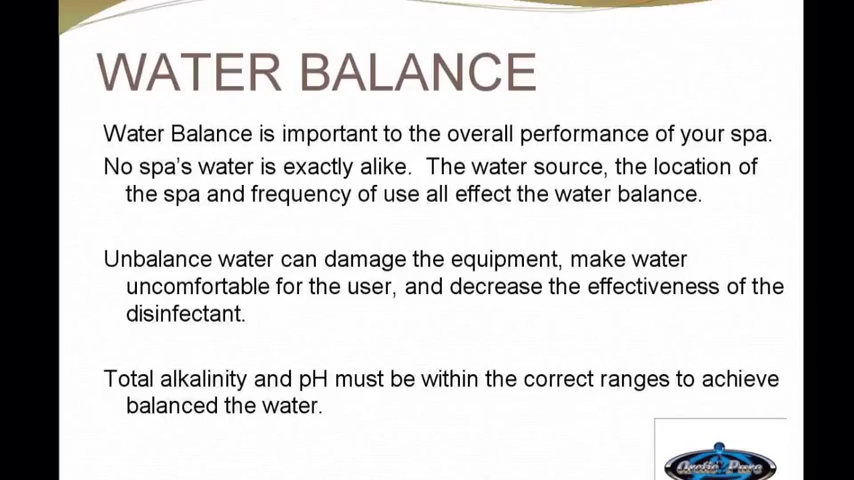 WATER BALANCE
Water Balance is important to the overall performance of your spa.
No spa's water is exactly alike. The water source, the location of
the spa and frequency of use all effect the water balance.
Unbalance water can damage the equipment, make water
uncomfortable for the user, and decrease the effectiveness of the
disinfectant.
Total alkalinity and pH must be within the correct ranges to achieve
balanced the water.
Arctic Pure